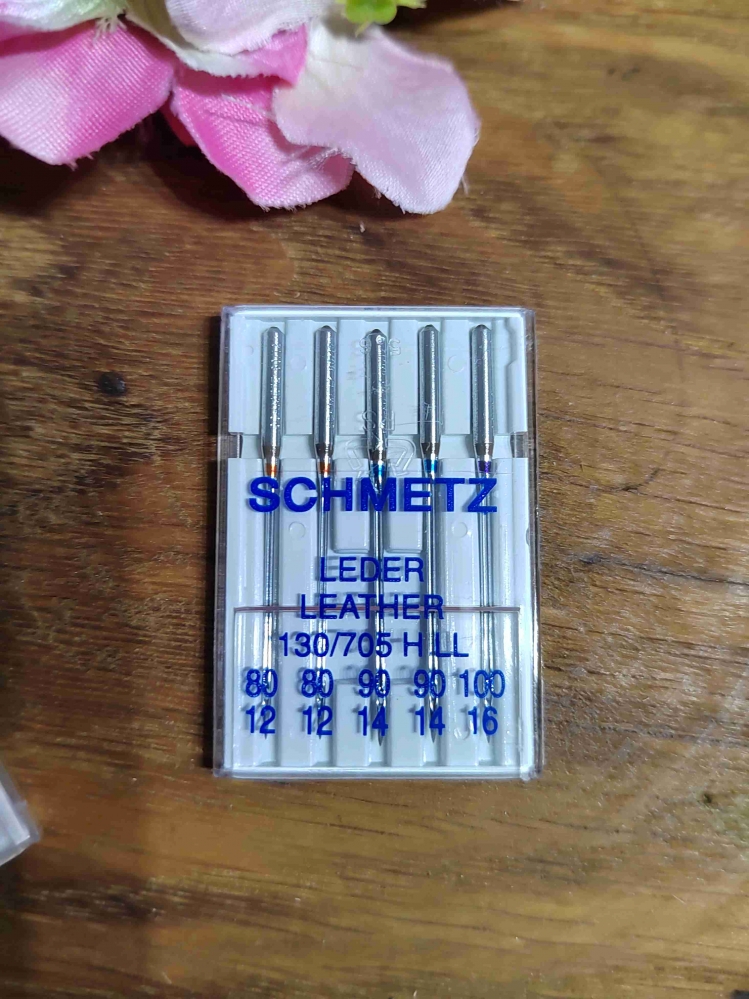 SCHMETZ
LEDER
LEATHER
130/705 H LL
80 80 90 90 100
12 12 14 14 16